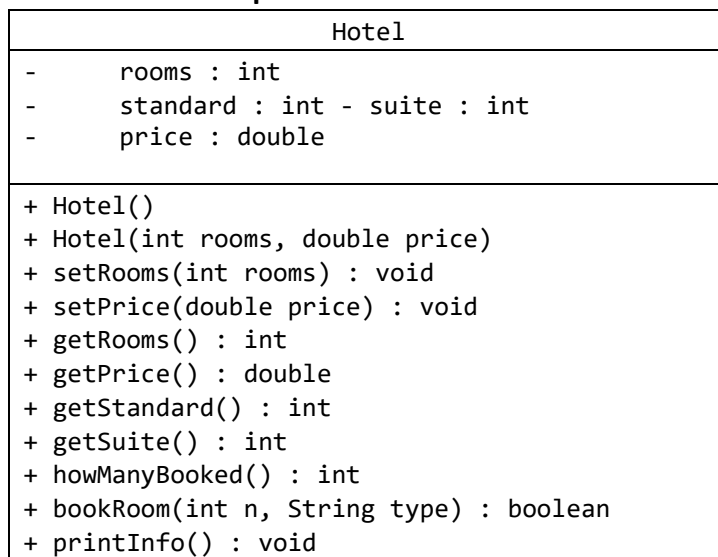 Hotel
- rooms : int
- standard : int - suite : int
- price : double
+ Hotel()
+ Hotel(int rooms, double price)
+ setRooms(int rooms) : void
+ setPrice(double price) : void
+ getRooms() : int
+ getPrice() : double
+ getStandard() : int
+ getSuite() : int
+ howManyBooked() : int
+ bookRoom(int n, String type) : boolean
+ printInfo() : void